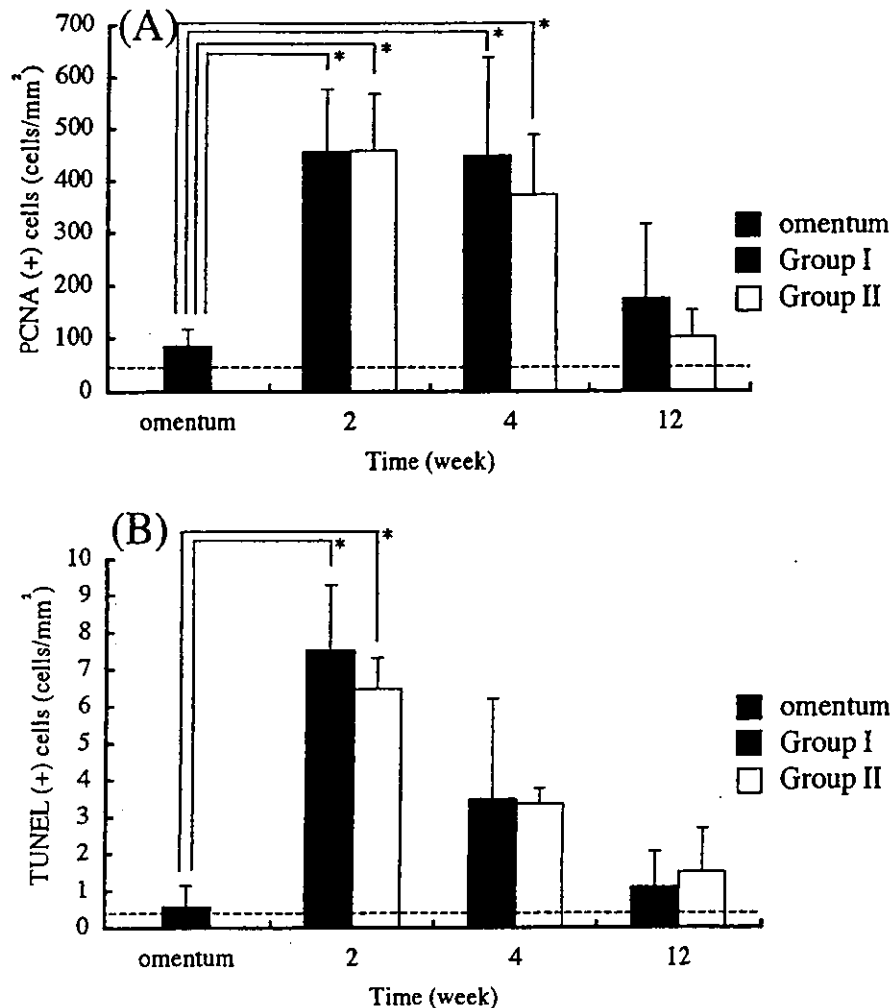 (A)
700
600
500
400
300
200
100
0
PCNA (+) cells (cells/mm²)
* * * *
omentum
Group I
Group II
omentum 2 4 12
Time (week)
(B)
10
9
8
7
6
5
4
3
2
1
0
TUNEL (+) cells (cells/mm²)
* *
omentum
Group I
Group II
omentum 2 4 12
Time (week)